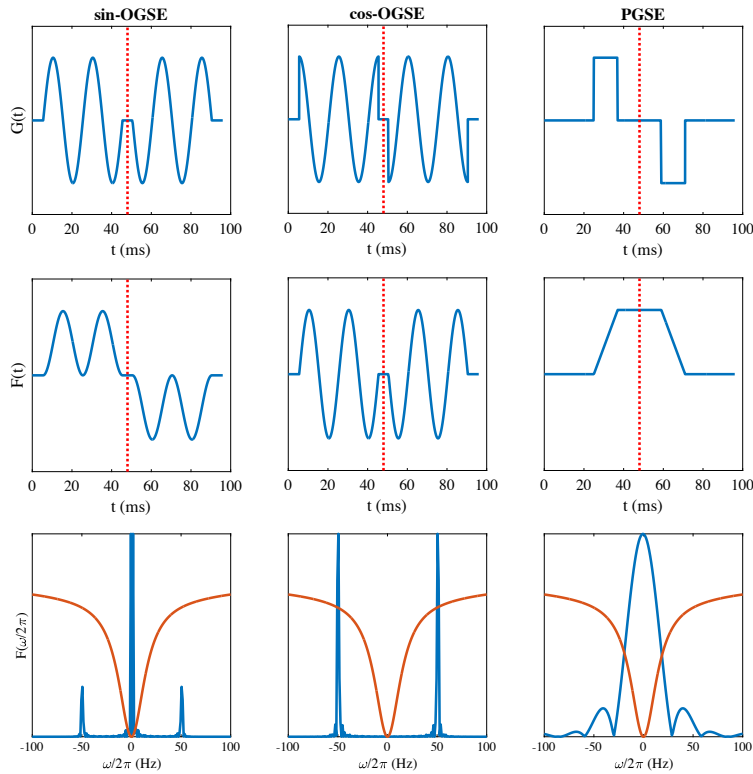 sin-OGSE cos-OGSE PGSE
G(t)
0 20 40 60 80 100 0 20 40 60 80 100 0 20 40 60 80 100
t (ms) t (ms) t (ms)
F(t)
0 20 40 60 80 100 0 20 40 60 80 100 0 20 40 60 80 100
t (ms) t (ms) t (ms)
F(ω/2π)
-100 -50 0 50 100 -100 -50 0 50 100 -100 -50 0 50 100
ω/2π (Hz) ω/2π (Hz) ω/2π (Hz)